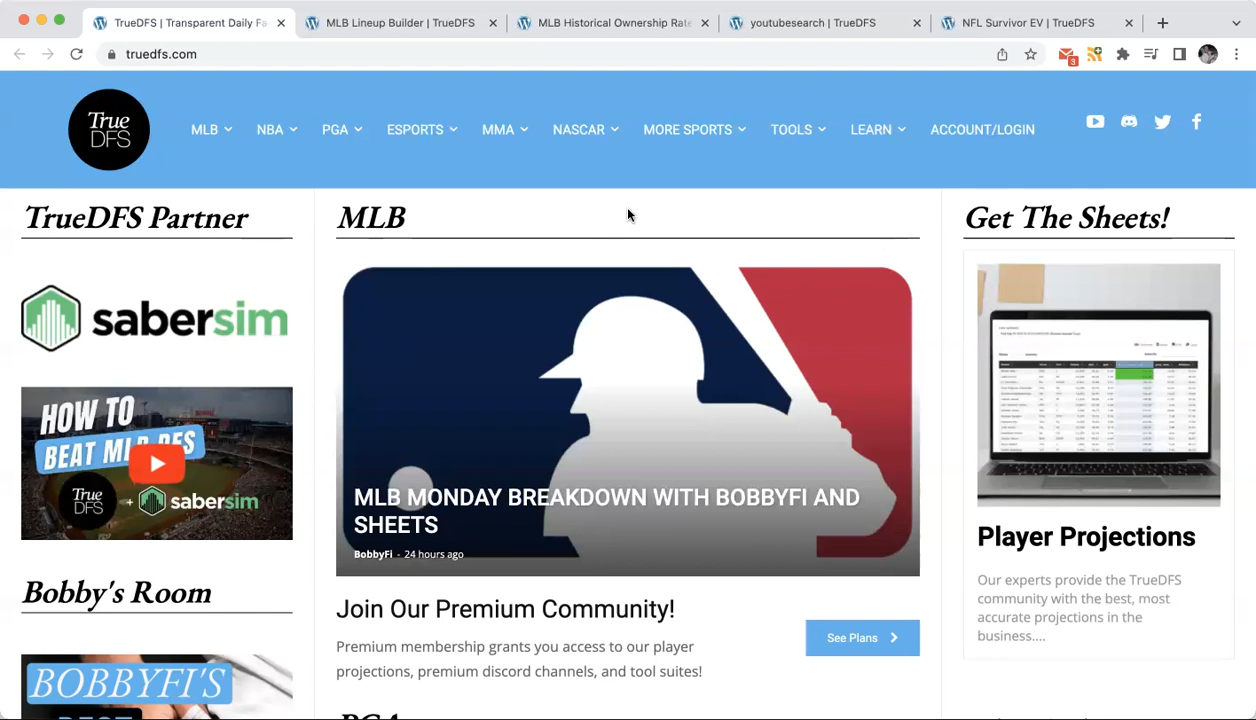 TrueDFS | Transparent Daily Fa
MLB Lineup Builder | TrueDFS
MLB Historical Ownership Rate
youtubesearch | TrueDFS
NFL Survivor EV | TrueDFS
truedfs.com
3
True
DFS
MLB
NBA
PGA
ESPORTS
MMA
NASCAR
MORE SPORTS
TOOLS
LEARN
ACCOUNT/LOGIN
TrueDFS Partner
sabersim
HOW TO
BEAT MLB DFS
True
DFS
+ sabersim
Bobby's Room
BOBBYFI'S
MLB
MLB MONDAY BREAKDOWN WITH BOBBYFI AND
SHEETS
BobbyFi - 24 hours ago
Join Our Premium Community!
Premium membership grants you access to our player
projections, premium discord channels, and tool suites!
See Plans
Get The Sheets!
Player Projections
Our experts provide the TrueDFS
community with the best, most
accurate projections in the
business....